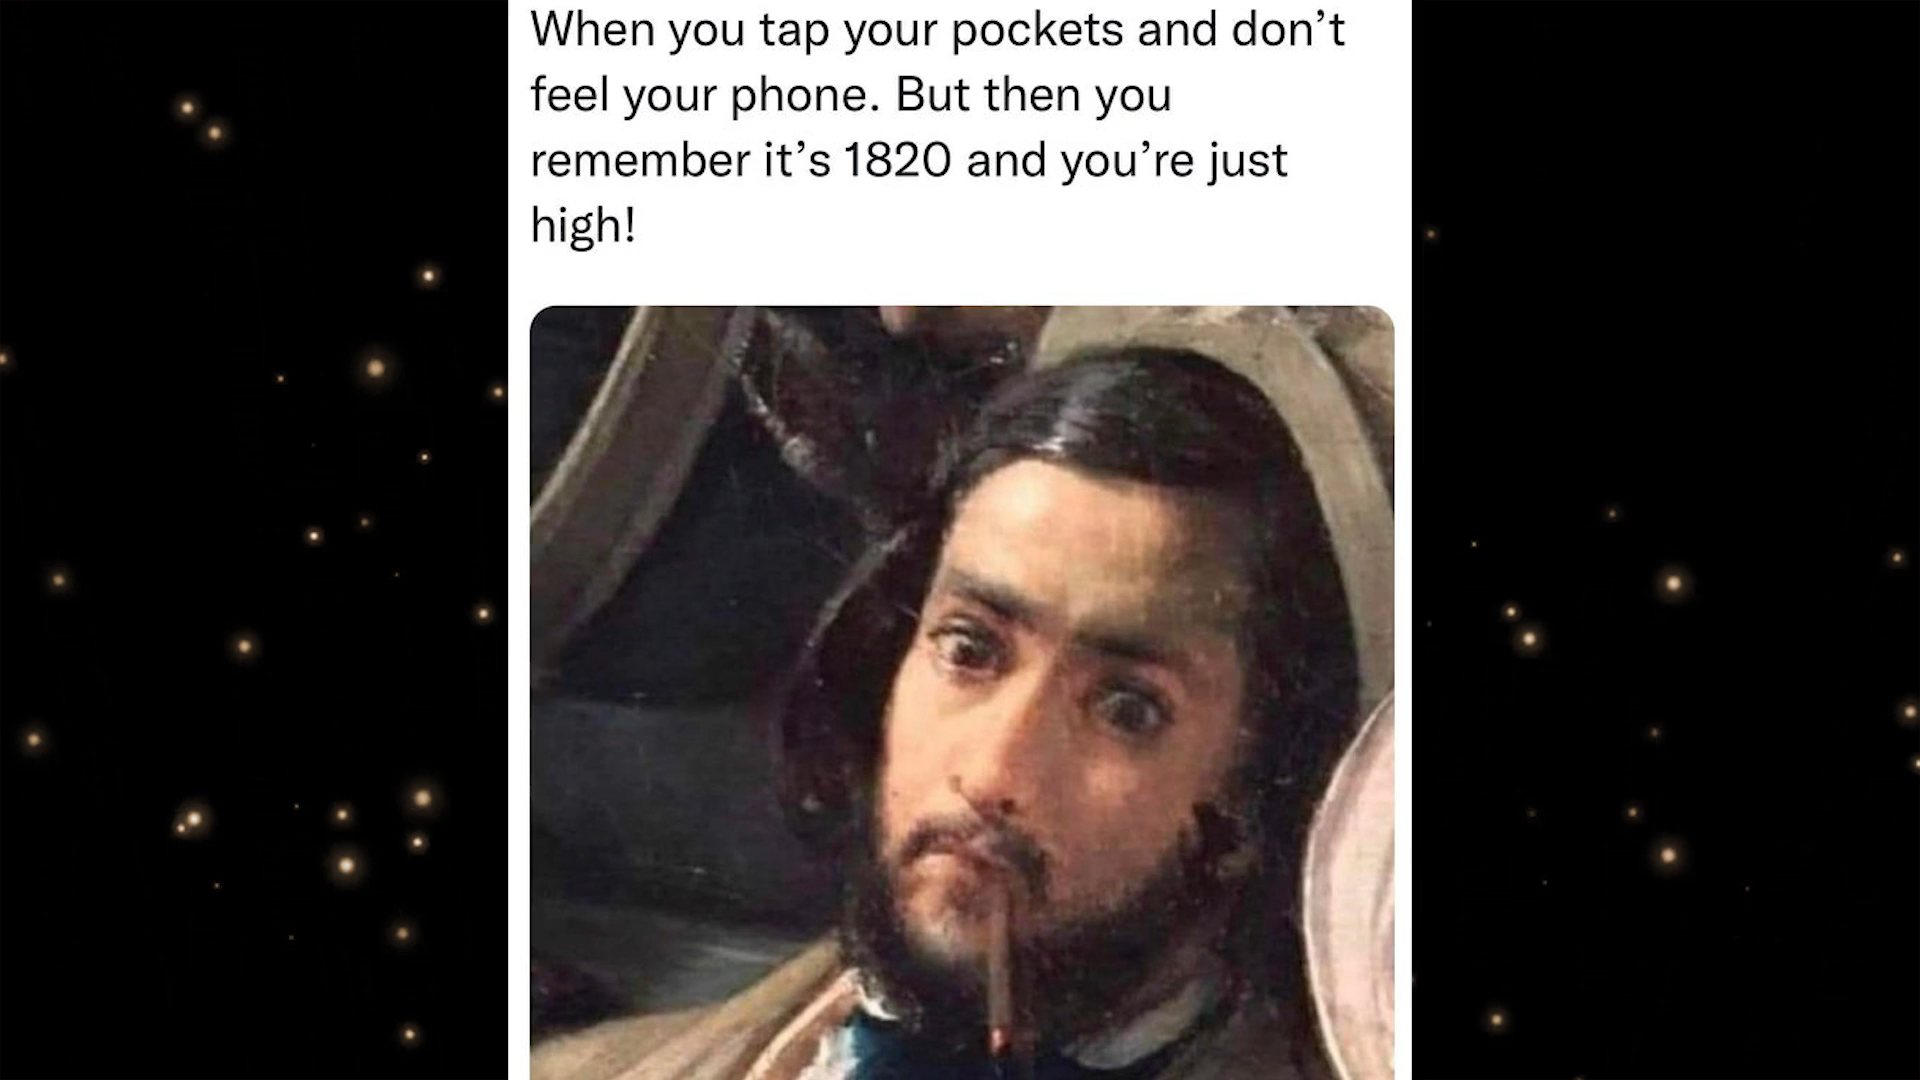 When you tap your pockets and don’t
feel your phone. But then you
remember it’s 1820 and you’re just
high!